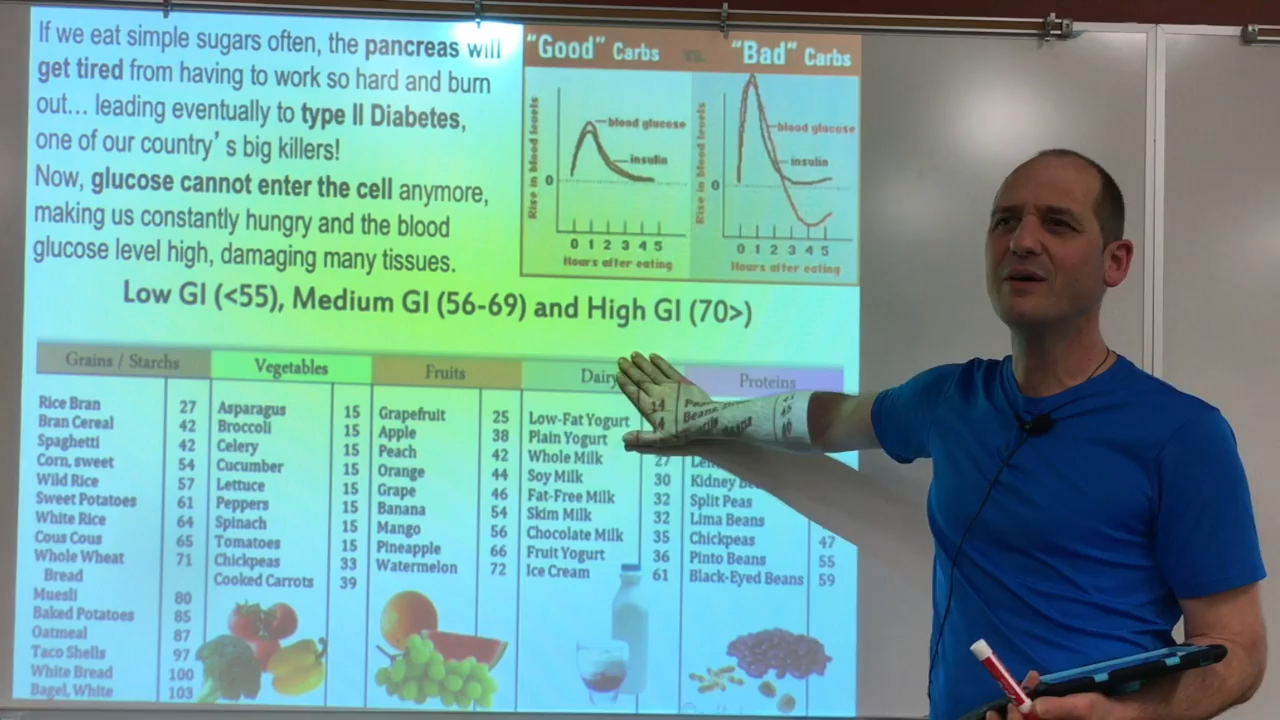 If we eat simple sugars often, the pancreas will
get tired from having to work so hard and burn
out... leading eventually to type II Diabetes,
one of our country's big killers!
Now, glucose cannot enter the cell anymore,
making us constantly hungry and the blood
glucose level high, damaging many tissues.
"Good" Carbs vs. "Bad" Carbs
Rise in blood levels
blood glucose
insulin
0
0 1 2 3 4 5
Hours after eating
Rise in blood levels
blood glucose
insulin
0
0 1 2 3 4 5
Hours after eating
Low GI (<55), Medium GI (56-69) and High GI (70>)
Grains / Starchs
Rice Bran 27
Bran Cereal 42
Spaghetti 42
Corn, sweet 54
Wild Rice 57
Sweet Potatoes 61
White Rice 64
Cous Cous 65
Whole Wheat 71
Bread
Muesli 80
Baked Potatoes 85
Oatmeal 87
Taco Shells 97
White Bread 100
Bagel, White 103
Vegetables
Asparagus 15
Broccoli 15
Celery 15
Cucumber 15
Lettuce 15
Peppers 15
Spinach 15
Tomatoes 15
Chickpeas 33
Cooked Carrots 39
Fruits
Grapefruit 25
Apple 38
Peach 42
Orange 44
Grape 46
Banana 54
Mango 56
Pineapple 66
Watermelon 72
Dairy
Low-Fat Yogurt 14
Plain Yogurt 14
Whole Milk 27
Soy Milk 30
Fat-Free Milk 32
Skim Milk 32
Chocolate Milk 35
Fruit Yogurt 36
Ice Cream 61
Proteins
Beans
Kidney
Split Peas
Lima Beans
Chickpeas 47
Pinto Beans 55
Black-Eyed Beans 59